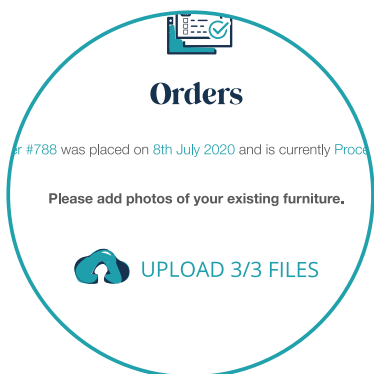 Orders
#788 was placed on 8th July 2020 and is currently
Please add photos of your existing furniture.
UPLOAD 3/3 FILES